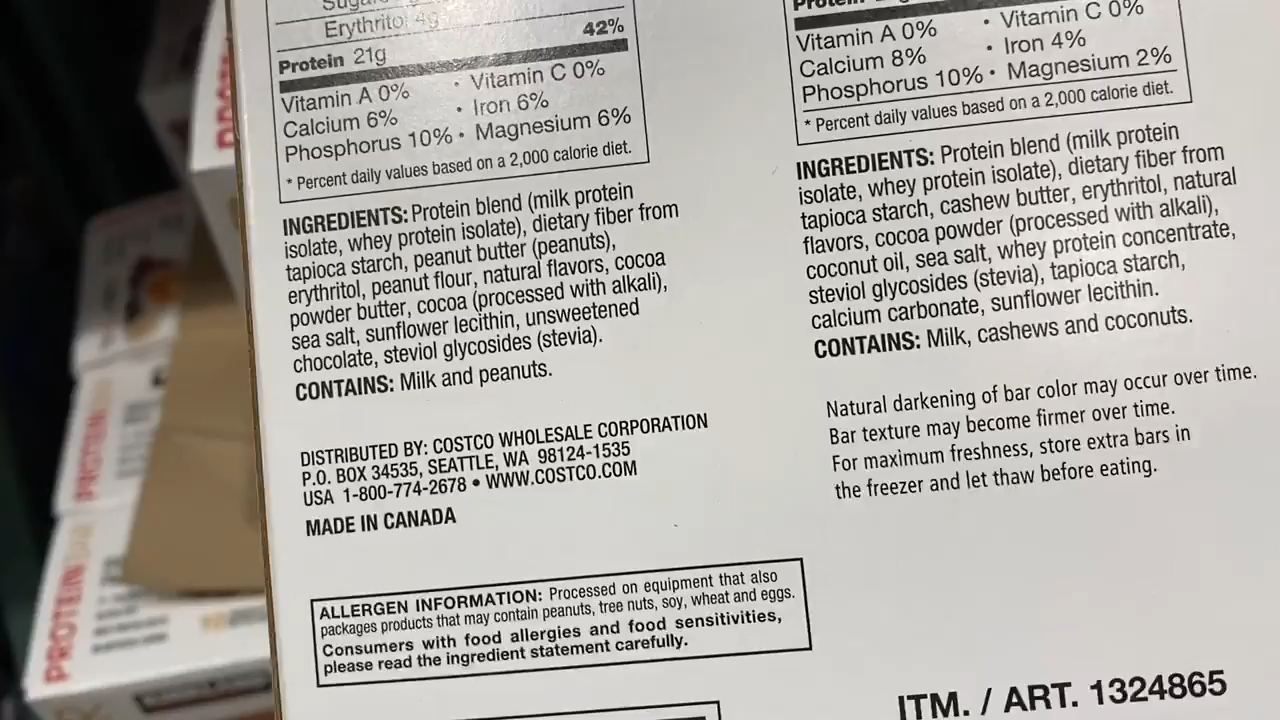 Erythritol 4g
Protein 21g 42%
Vitamin A 0% • Vitamin C 0%
Calcium 6% • Iron 6%
Phosphorus 10% • Magnesium 6%
* Percent daily values based on a 2,000 calorie diet.
INGREDIENTS: Protein blend (milk protein
isolate, whey protein isolate), dietary fiber from
tapioca starch, peanut butter (peanuts),
erythritol, peanut flour, natural flavors, cocoa
powder butter, cocoa (processed with alkali),
sea salt, sunflower lecithin, unsweetened
chocolate, steviol glycosides (stevia).
CONTAINS: Milk and peanuts.
DISTRIBUTED BY: COSTCO WHOLESALE CORPORATION
P.O. BOX 34535, SEATTLE, WA 98124-1535
USA 1-800-774-2678 • WWW.COSTCO.COM
MADE IN CANADA
ALLERGEN INFORMATION: Processed on equipment that also
packages products that may contain peanuts, tree nuts, soy, wheat and eggs.
Consumers with food allergies and food sensitivities,
please read the ingredient statement carefully.
Protein
Vitamin A 0% • Vitamin C 0%
Calcium 8% • Iron 4%
Phosphorus 10% • Magnesium 2%
* Percent daily values based on a 2,000 calorie diet.
INGREDIENTS: Protein blend (milk protein
isolate, whey protein isolate), dietary fiber from
tapioca starch, cashew butter, erythritol, natural
flavors, cocoa powder (processed with alkali),
coconut oil, sea salt, whey protein concentrate,
steviol glycosides (stevia), tapioca starch,
calcium carbonate, sunflower lecithin.
CONTAINS: Milk, cashews and coconuts.
Natural darkening of bar color may occur over time.
Bar texture may become firmer over time.
For maximum freshness, store extra bars in
the freezer and let thaw before eating.
ITM. / ART. 1324865
PROTEIN
PROTEIN